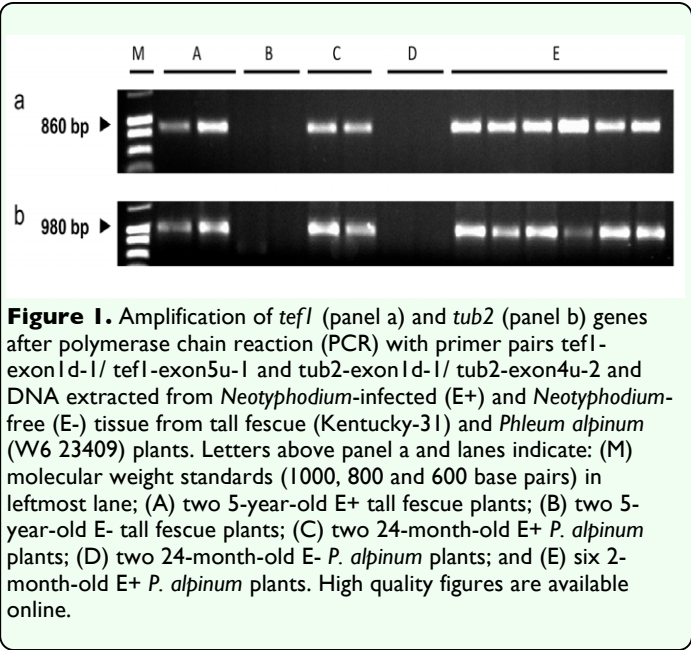 M A B C D E
a
860 bp
b
980 bp
Figure 1. Amplification of tef1 (panel a) and tub2 (panel b) genes
after polymerase chain reaction (PCR) with primer pairs tef1-
exon1d-1/ tef1-exon5u-1 and tub2-exon1d-1/ tub2-exon4u-2 and
DNA extracted from Neotyphodium-infected (E+) and Neotyphodium-
free (E-) tissue from tall fescue (Kentucky-31) and Phleum alpinum
(W6 23409) plants. Letters above panel a and lanes indicate: (M)
molecular weight standards (1000, 800 and 600 base pairs) in
leftmost lane; (A) two 5-year-old E+ tall fescue plants; (B) two 5-
year-old E- tall fescue plants; (C) two 24-month-old E+ P. alpinum
plants; (D) two 24-month-old E- P. alpinum plants; and (E) six 2-
month-old E+ P. alpinum plants. High quality figures are available
online.